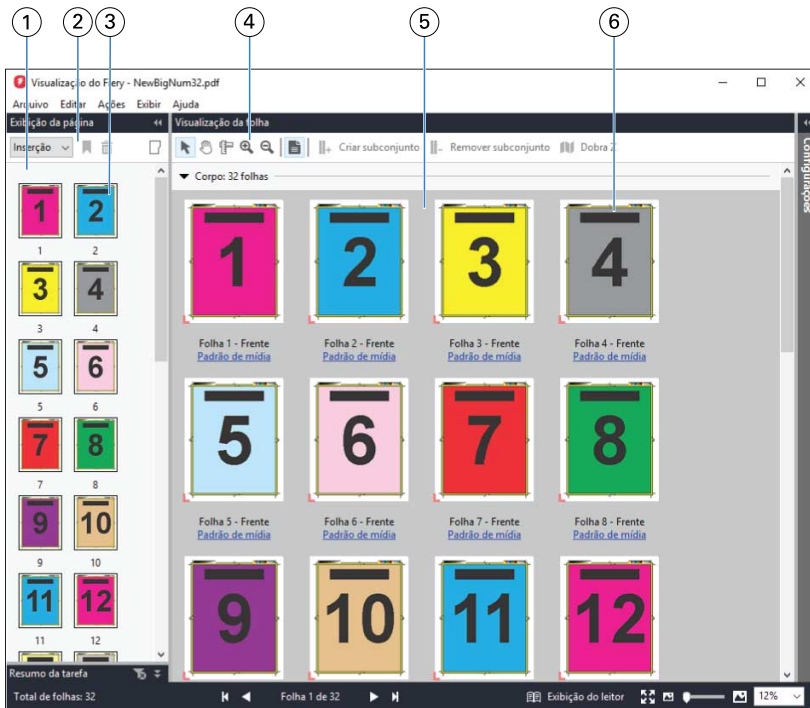 1 2 3 4 5 6
Visualização do Fiery - NewBigNum32.pdf
Arquivo Editar Ações Exibir Ajuda
Exibição da página Visualização da folha
Inserção Criar subconjunto Remover subconjunto Dobra Z
Configurações
Corpo: 32 folhas
1 2
1 2
3 4
3 4
5 6
5 6
7 8
7 8
9 10
9 10
11 12
11 12
1 2 3 4
Folha 1 - Frente Folha 2 - Frente Folha 3 - Frente Folha 4 - Frente
Padrão de mídia Padrão de mídia Padrão de mídia Padrão de mídia
5 6 7 8
Folha 5 - Frente Folha 6 - Frente Folha 7 - Frente Folha 8 - Frente
Padrão de mídia Padrão de mídia Padrão de mídia Padrão de mídia
9 10 11 12
Resumo da tarefa
Total de folhas: 32 Folha 1 de 32 Exibição do leitor 12%